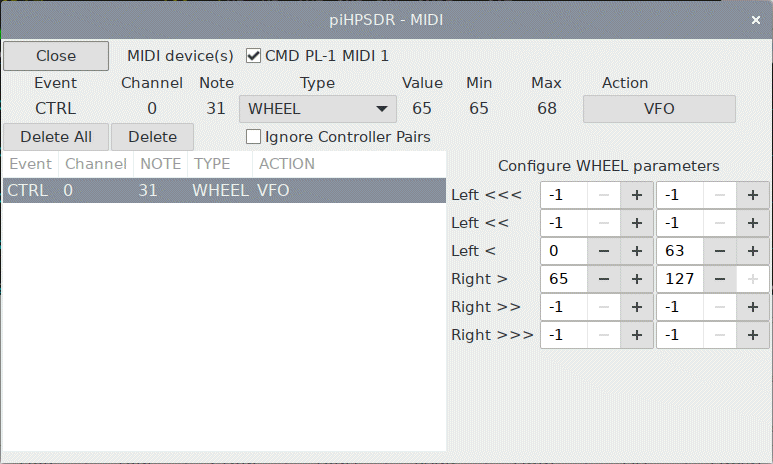 piHPSDR - MIDI ×
Close MIDI device(s) CMD PL-1 MIDI 1
Event Channel Note Type Value Min Max Action
CTRL 0 31 WHEEL 65 65 68 VFO
Delete All Delete Ignore Controller Pairs
Event Channel NOTE TYPE ACTION
CTRL 0 31 WHEEL VFO
Configure WHEEL parameters
Left <<< -1 − + -1 − +
Left << -1 − + -1 − +
Left < 0 − + 63 − +
Right > 65 − + 127 − +
Right >> -1 − + -1 − +
Right >>> -1 − + -1 − +